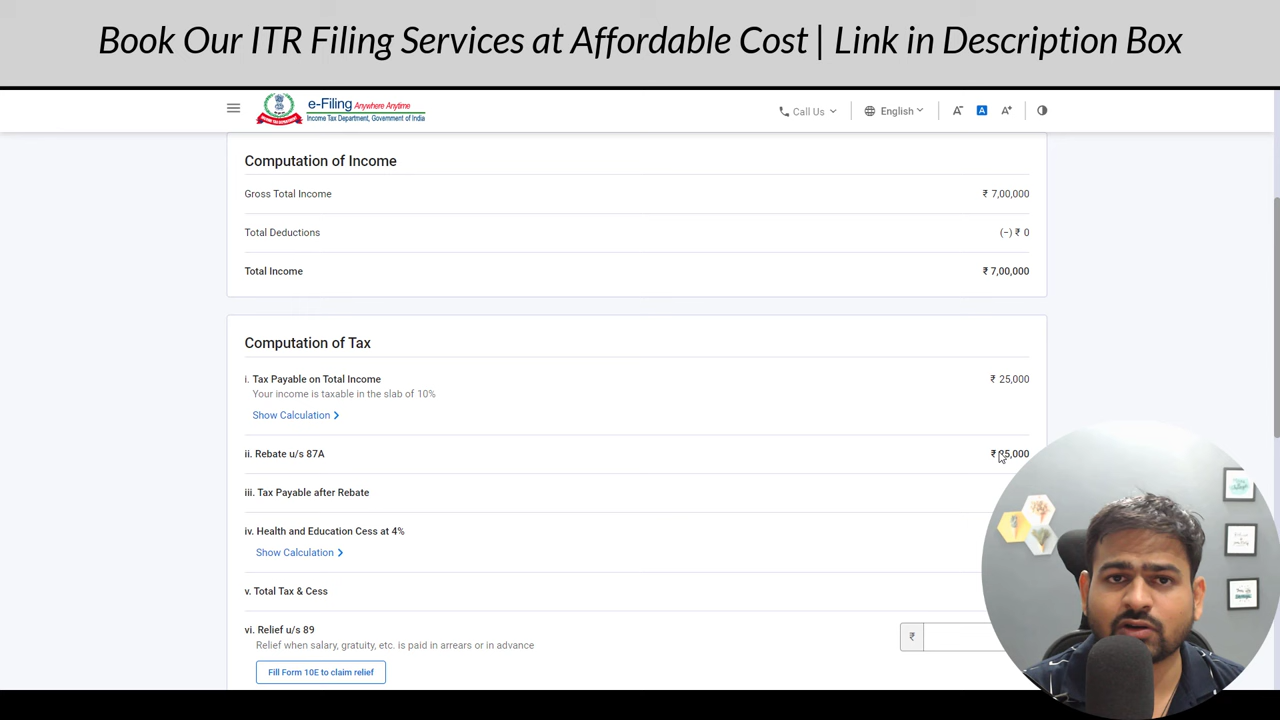 Book Our ITR Filing Services at Affordable Cost | Link in Description Box
e-Filing Anywhere Anytime
Income Tax Department, Government of India
Call Us
English
A-
A
A+
Computation of Income
Gross Total Income ₹ 7,00,000
Total Deductions (−) ₹ 0
Total Income ₹ 7,00,000
Computation of Tax
i. Tax Payable on Total Income ₹ 25,000
Your income is taxable in the slab of 10%
Show Calculation
ii. Rebate u/s 87A ₹ 25,000
iii. Tax Payable after Rebate
iv. Health and Education Cess at 4%
Show Calculation
v. Total Tax & Cess
vi. Relief u/s 89 ₹
Relief when salary, gratuity, etc. is paid in arrears or in advance
Fill Form 10E to claim relief